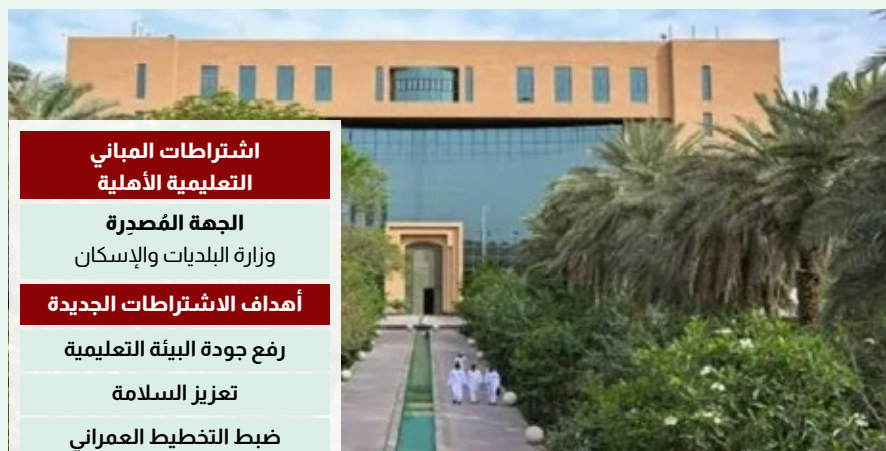 اشتراطات المباني
التعليمية الأهلية
الجهة المُصدِرة
وزارة البلديات والإسكان
أهداف الاشتراطات الجديدة
رفع جودة البيئة التعليمية
تعزيز السلامة
ضبط التخطيط العمراني